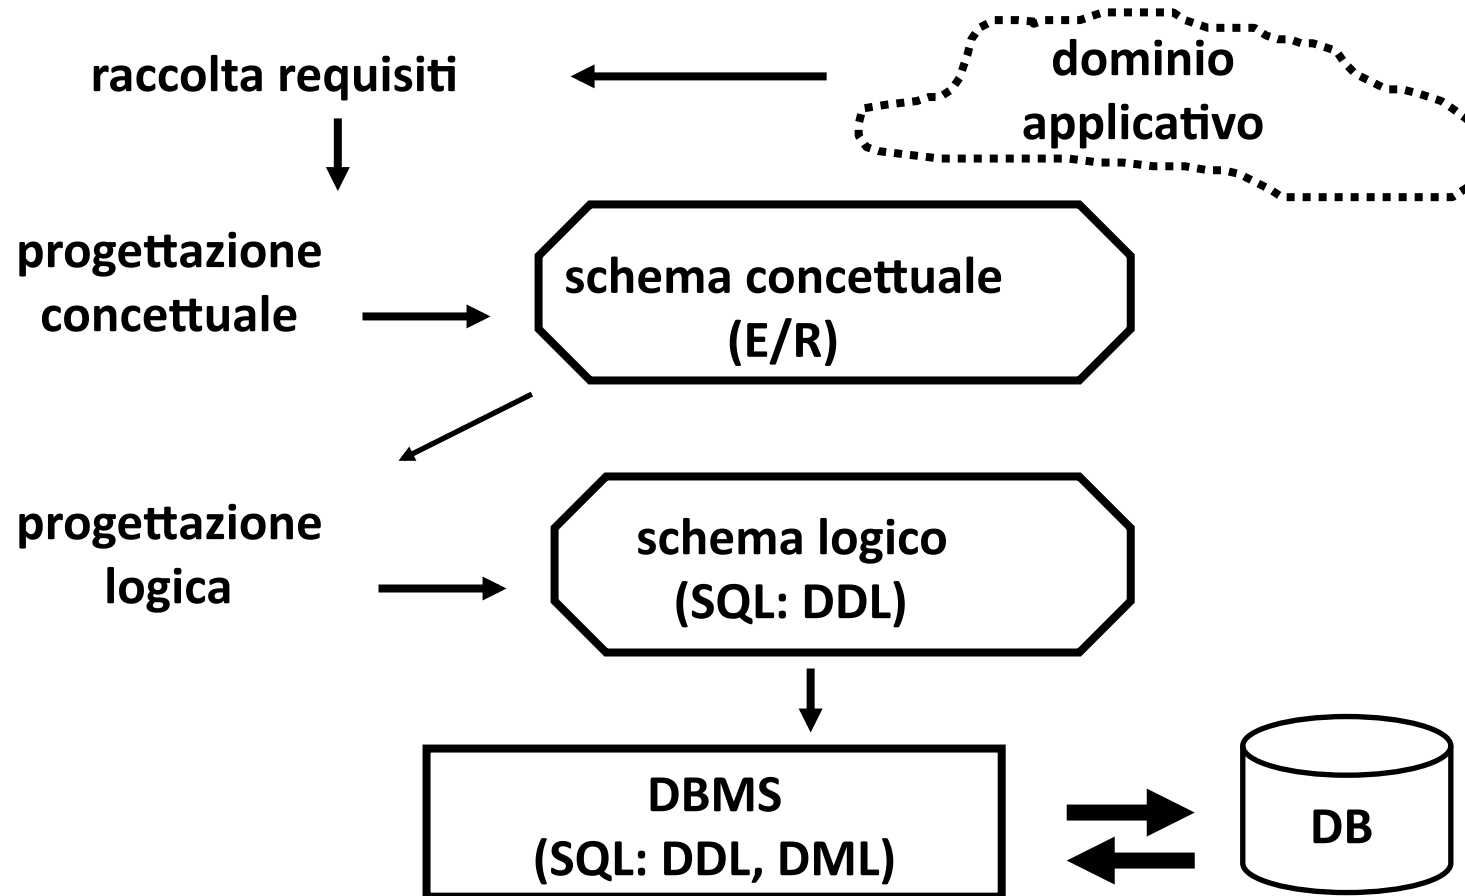 raccolta requisiti
dominio
applicativo
progettazione
concettuale
schema concettuale
(E/R)
progettazione
logica
schema logico
(SQL: DDL)
DBMS
(SQL: DDL, DML)
DB